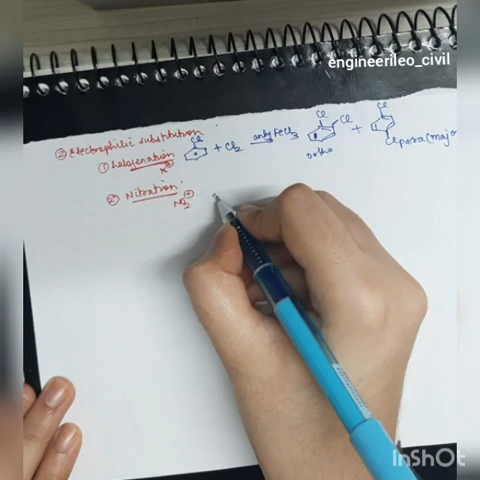 engineerileo_civil
② Electrophilic substitution
① halogenation Cl + Cl₂ anhy FeCl₃ Cl Cl + Cl Cl para (major
X⊕ ortho
② Nitration
NO₂⊕
InShOt